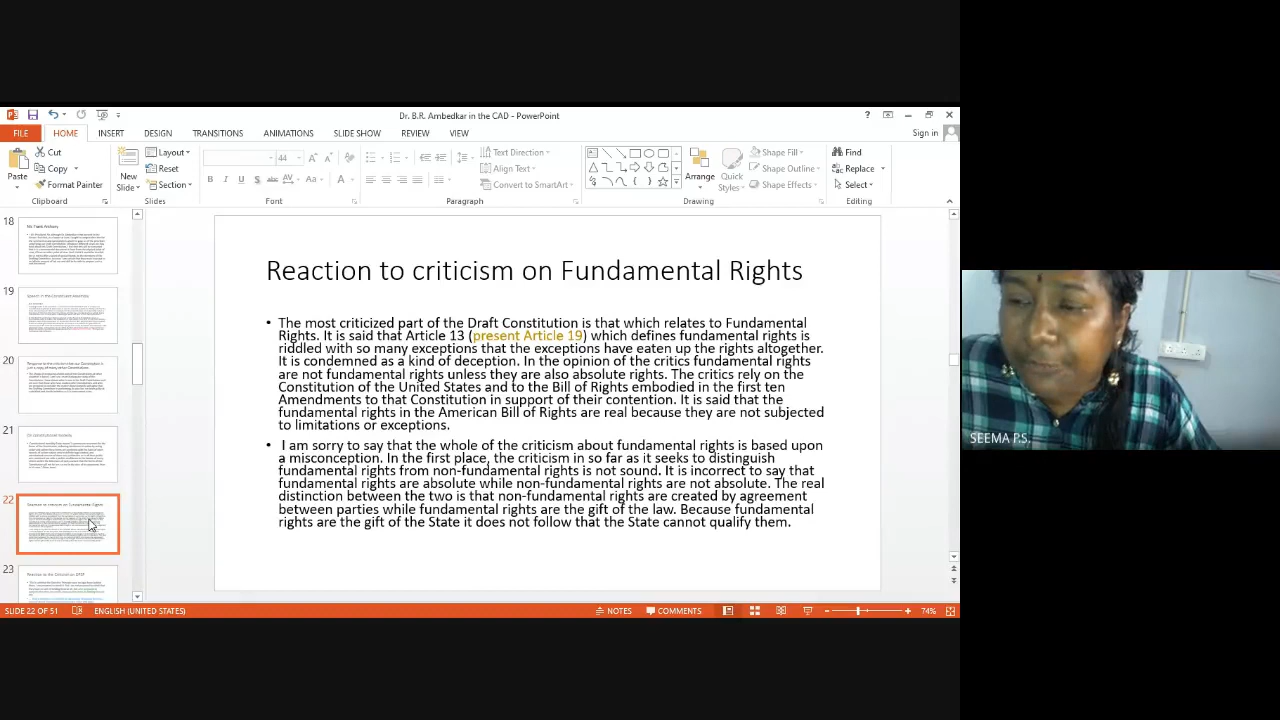 Dr. B.R. Ambedkar in the CAD - PowerPoint
FILE HOME INSERT DESIGN TRANSITIONS ANIMATIONS SLIDE SHOW REVIEW VIEW Sign in
Cut Layout 44 Text Direction Shape Fill Find
Copy Reset Align Text Shape Outline Replace
Paste Format Painter New Slide Section Convert to SmartArt Arrange Quick Styles Shape Effects Select
Clipboard Slides Font Paragraph Drawing Editing
18
19
20
21
22
23
Reaction to criticism on Fundamental Rights
• The most criticized part of the Draft Constitution is that which relates to Fundamental
Rights. It is said that Article 13 (present Article 19) which defines fundamental rights is
riddled with so many exceptions that the exceptions have eaten up the rights altogether.
It is condemned as a kind of deception. In the opinion of the critics fundamental rights
are not fundamental rights unless they are also absolute rights. The critics rely on the
Constitution of the United States and to the Bill of Rights embodied in the first ten
Amendments to that Constitution in support of their contention. It is said that the
fundamental rights in the American Bill of Rights are real because they are not subjected
to limitations or exceptions.
• I am sorry to say that the whole of the criticism about fundamental rights is based upon
a misconception. In the first place, the criticism in so far as it seeks to distinguish
fundamental rights from non-fundamental rights is not sound. It is incorrect to say that
fundamental rights are absolute while non-fundamental rights are not absolute. The real
distinction between the two is that non-fundamental rights are created by agreement
between parties while fundamental rights are the gift of the law. Because fundamental
rights are the gift of the State it does not follow that the State cannot qualify them.
SEEMA P.S.
SLIDE 22 OF 51 ENGLISH (UNITED STATES) NOTES COMMENTS 74%